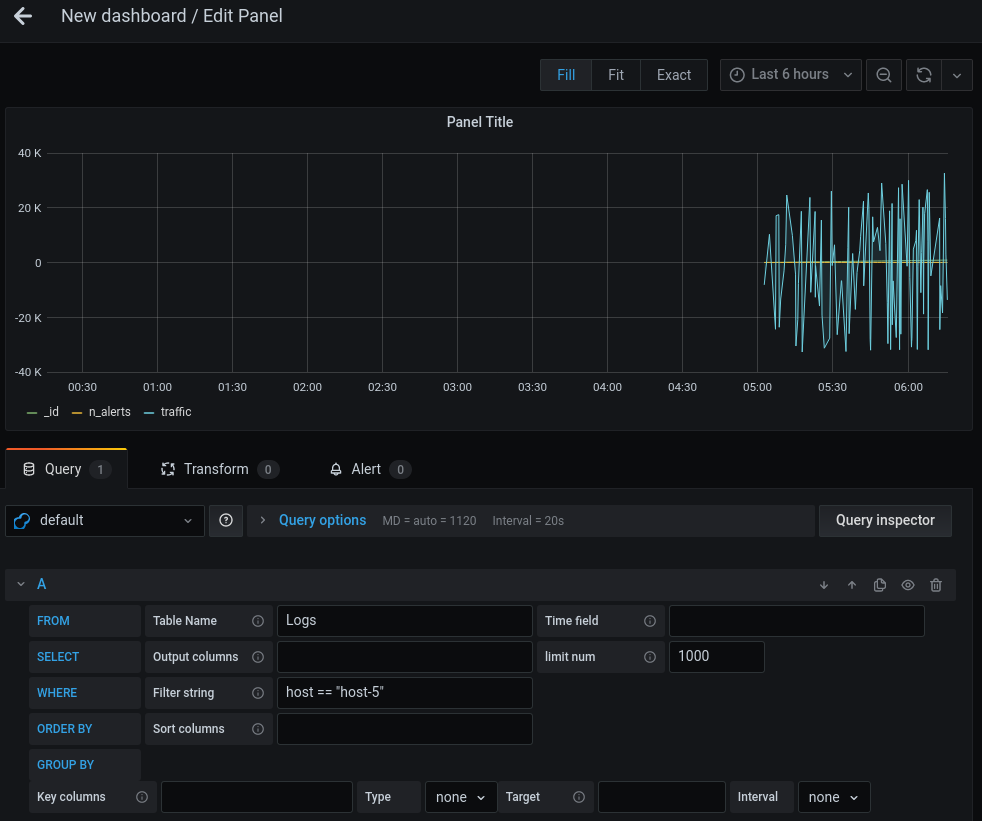 New dashboard / Edit Panel
Fill Fit Exact Last 6 hours
Panel Title
40 K
20 K
0
-20 K
-40 K
00:30 01:00 01:30 02:00 02:30 03:00 03:30 04:00 04:30 05:00 05:30 06:00
_id n_alerts traffic
Query 1 Transform 0 Alert 0
default Query options MD = auto = 1120 Interval = 20s Query inspector
A
FROM Table Name Logs Time field
SELECT Output columns limit num 1000
WHERE Filter string host == "host-5"
ORDER BY Sort columns
GROUP BY
Key columns Type none Target Interval none